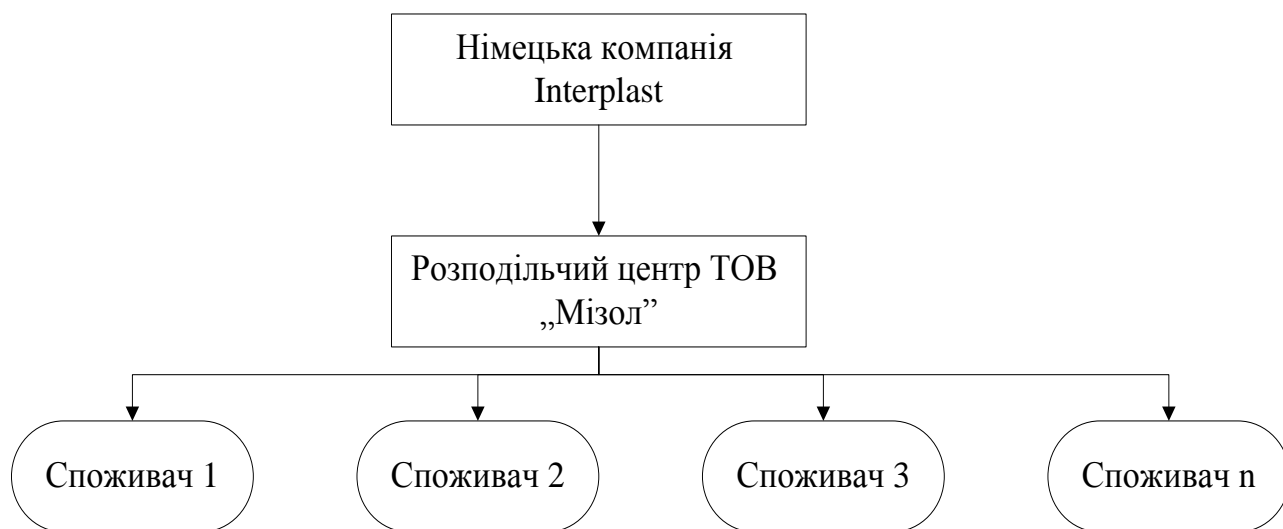 Німецька компанія
Interplast
Розподільчий центр ТОВ
„Мізол”
Споживач 1
Споживач 2
Споживач 3
Споживач n